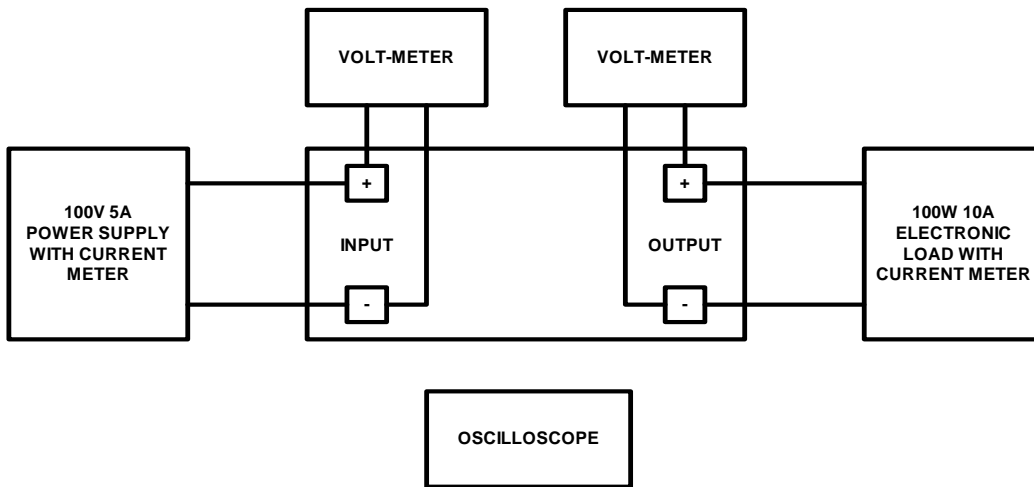 VOLT-METER
VOLT-METER
100V 5A
POWER SUPPLY
WITH CURRENT
METER
+
INPUT
-
+
OUTPUT
-
100W 10A
ELECTRONIC
LOAD WITH
CURRENT METER
OSCILLOSCOPE